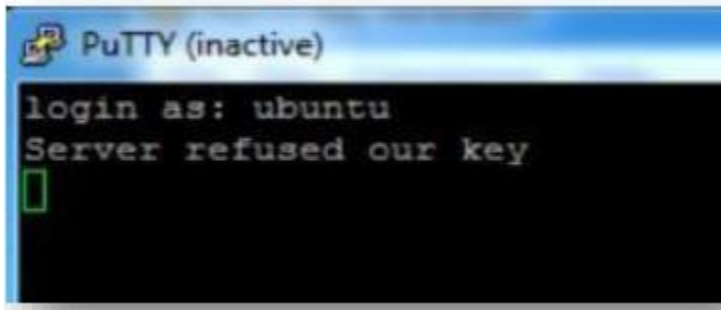 PuTTY (inactive)
login as: ubuntu
Server refused our key